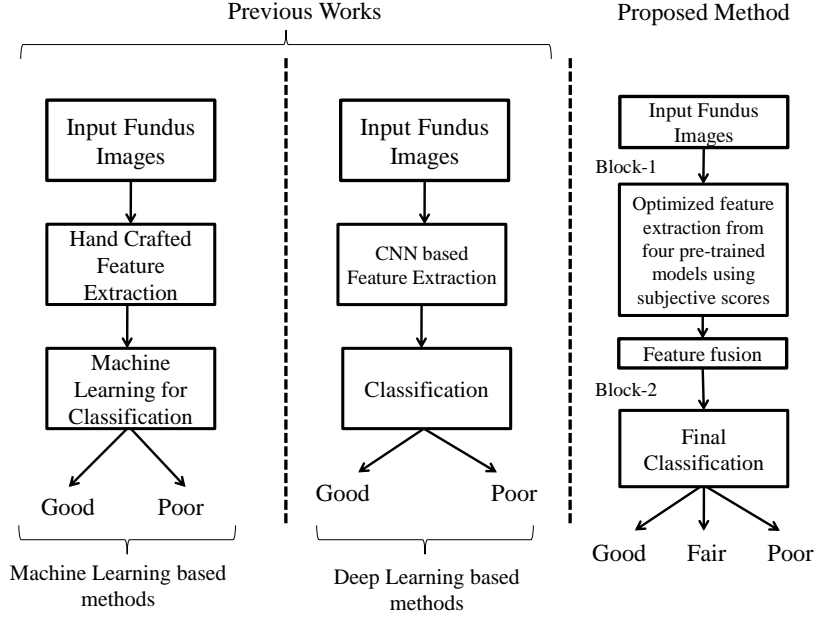 Previous Works
Input Fundus
Images
Hand Crafted
Feature
Extraction
Machine
Learning for
Classification
Good
Poor
Machine Learning based
methods
Input Fundus
Images
CNN based
Feature Extraction
Classification
Good
Poor
Deep Learning based
methods
Proposed Method
Input Fundus
Images
Block-1
Optimized feature
extraction from
four pre-trained
models using
subjective scores
Feature fusion
Block-2
Final
Classification
Good
Fair
Poor